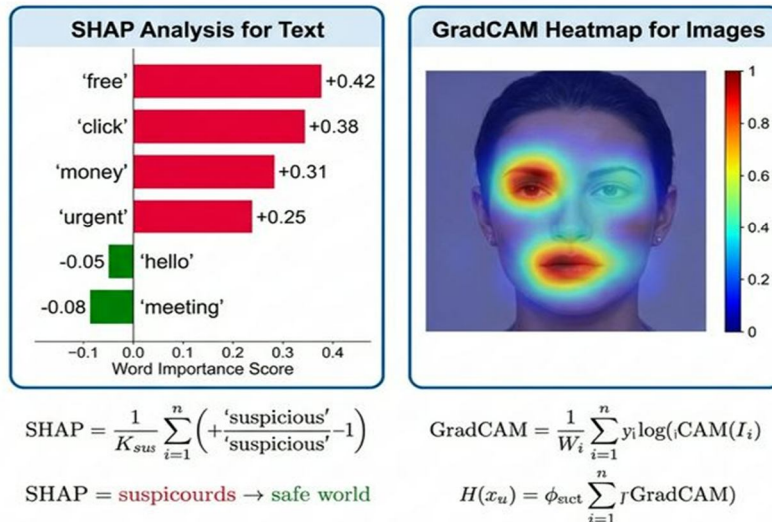 SHAP Analysis for Text
'free' +0.42
'click' +0.38
'money' +0.31
'urgent' +0.25
-0.05 'hello'
-0.08 'meeting'
−0.1 0.0 0.1 0.2 0.3 0.4
Word Importance Score
SHAP = 1/K_sus ∑_{i=1}^{n} (+ 'suspicious'/'suspicious' −1)
SHAP = suspicourds → safe world
GradCAM Heatmap for Images
1
0.8
0.6
0.4
0.2
0
GradCAM = 1/W_i ∑_{i=1}^{n} y_i log(_iCAM(I_i)
H(x_u) = ϕ_suct ∑_{i=1}^{n} GradCAM)